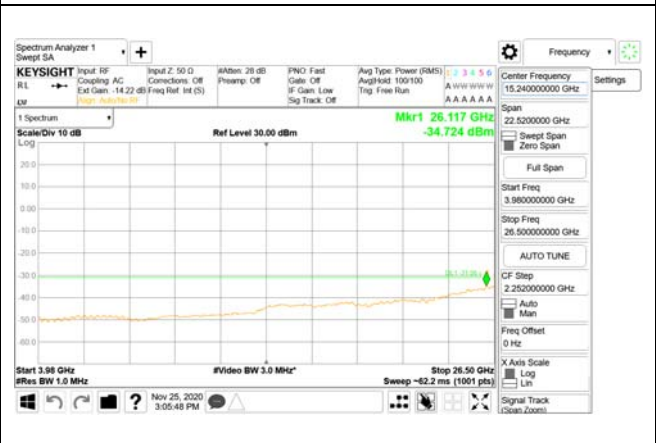 Spectrum Analyzer 1
Swept SA
+
Frequency
KEYSIGHT
RL
Input: RF
Coupling: AC
Ext Gain: -14.22 dB
Align: Auto/No RF
Input Z: 50 Ω
Corrections: Off
Freq Ref: Int (S)
#Atten: 28 dB
Preamp: Off
PNO: Fast
Gate: Off
IF Gain: Low
Sig Track: Off
Avg Type: Power (RMS)
Avg|Hold: 100/100
Trig: Free Run
1 2 3 4 5 6
A W W W W W
A A A A A A
Center Frequency
15.240000000 GHz
Settings
Span
22.5200000 GHz
Swept Span
Zero Span
Full Span
Start Freq
3.980000000 GHz
Stop Freq
26.500000000 GHz
AUTO TUNE
CF Step
2.252000000 GHz
Auto
Man
Freq Offset
0 Hz
X Axis Scale
Log
Lin
Signal Track
(Span Zoom)
1 Spectrum
Scale/Div 10 dB
Ref Level 30.00 dBm
Mkr1 26.117 GHz
-34.724 dBm
Log
20.0
10.0
0.00
-10.0
-20.0
-30.0
-40.0
-50.0
-60.0
Start 3.98 GHz
#Res BW 1.0 MHz
#Video BW 3.0 MHz*
Stop 26.50 GHz
Sweep ~62.2 ms (1001 pts)
Nov 25, 2020
3:05:48 PM